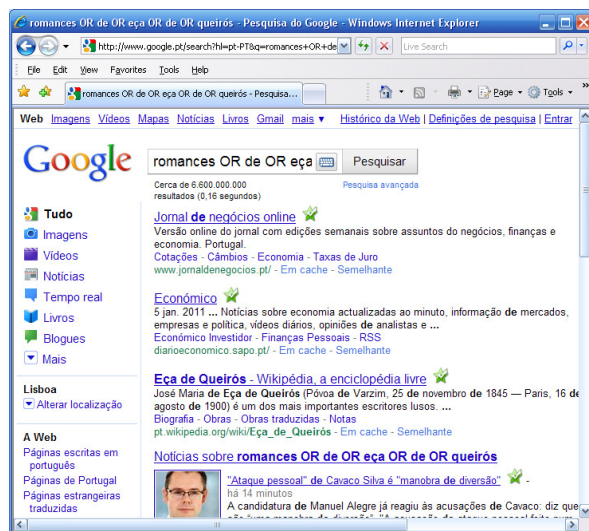 romances OR de OR eça OR de OR queirós - Pesquisa do Google - Windows Internet Explorer
http://www.google.pt/search?hl=pt-PT&q=romances+OR+de
Live Search
File Edit View Favorites Tools Help
romances OR de OR eça OR de OR queirós - Pesquisa...
Page Tools »
Web Imagens Vídeos Mapas Notícias Livros Gmail mais ▼ Histórico da Web | Definições de pesquisa | Entrar
Google
romances OR de OR eça
Pesquisar
Cerca de 6.600.000.000
resultados (0,16 segundos)
Pesquisa avançada
Tudo
Imagens
Vídeos
Notícias
Tempo real
Livros
Blogues
Mais
Lisboa
Alterar localização
A Web
Páginas escritas em
português
Páginas de Portugal
Páginas estrangeiras
traduzidas
Jornal de negócios online
Versão online do jornal com edições semanais sobre assuntos do negócios, finanças e
economia. Portugal.
Cotações - Câmbios - Economia - Taxas de Juro
www.jornaldenegocios.pt/ - Em cache - Semelhante
Económico
5 jan. 2011 ... Notícias sobre economia actualizadas ao minuto, informação de mercados,
empresas e política, vídeos diários, opiniões de analistas e ...
Económico Investidor - Finanças Pessoais - RSS
diarioeconomico.sapo.pt/ - Em cache - Semelhante
Eça de Queirós - Wikipédia, a enciclopédia livre
José Maria de Eça de Queirós (Póvoa de Varzim, 25 de novembro de 1845 — Paris, 16 de
agosto de 1900) é um dos mais importantes escritores lusos. ...
Biografia - Obras - Obras traduzidas - Notas
pt.wikipedia.org/wiki/Eça_de_Queirós - Em cache - Semelhante
Notícias sobre romances OR de OR eça OR de OR queirós
"Ataque pessoal" de Cavaco Silva é "manobra de diversão" -
há 14 minutos
A candidatura de Manuel Alegre já reagiu às acusações de Cavaco: diz que